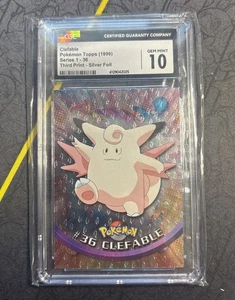 CGC
CERTIFIED GUARANTY COMPANY
Clefable
Pokémon Topps (1999)
Series 1 - 36
Third Print - Silver Foil
GEM MINT
10
POKÉMON
#36 CLEFABLE